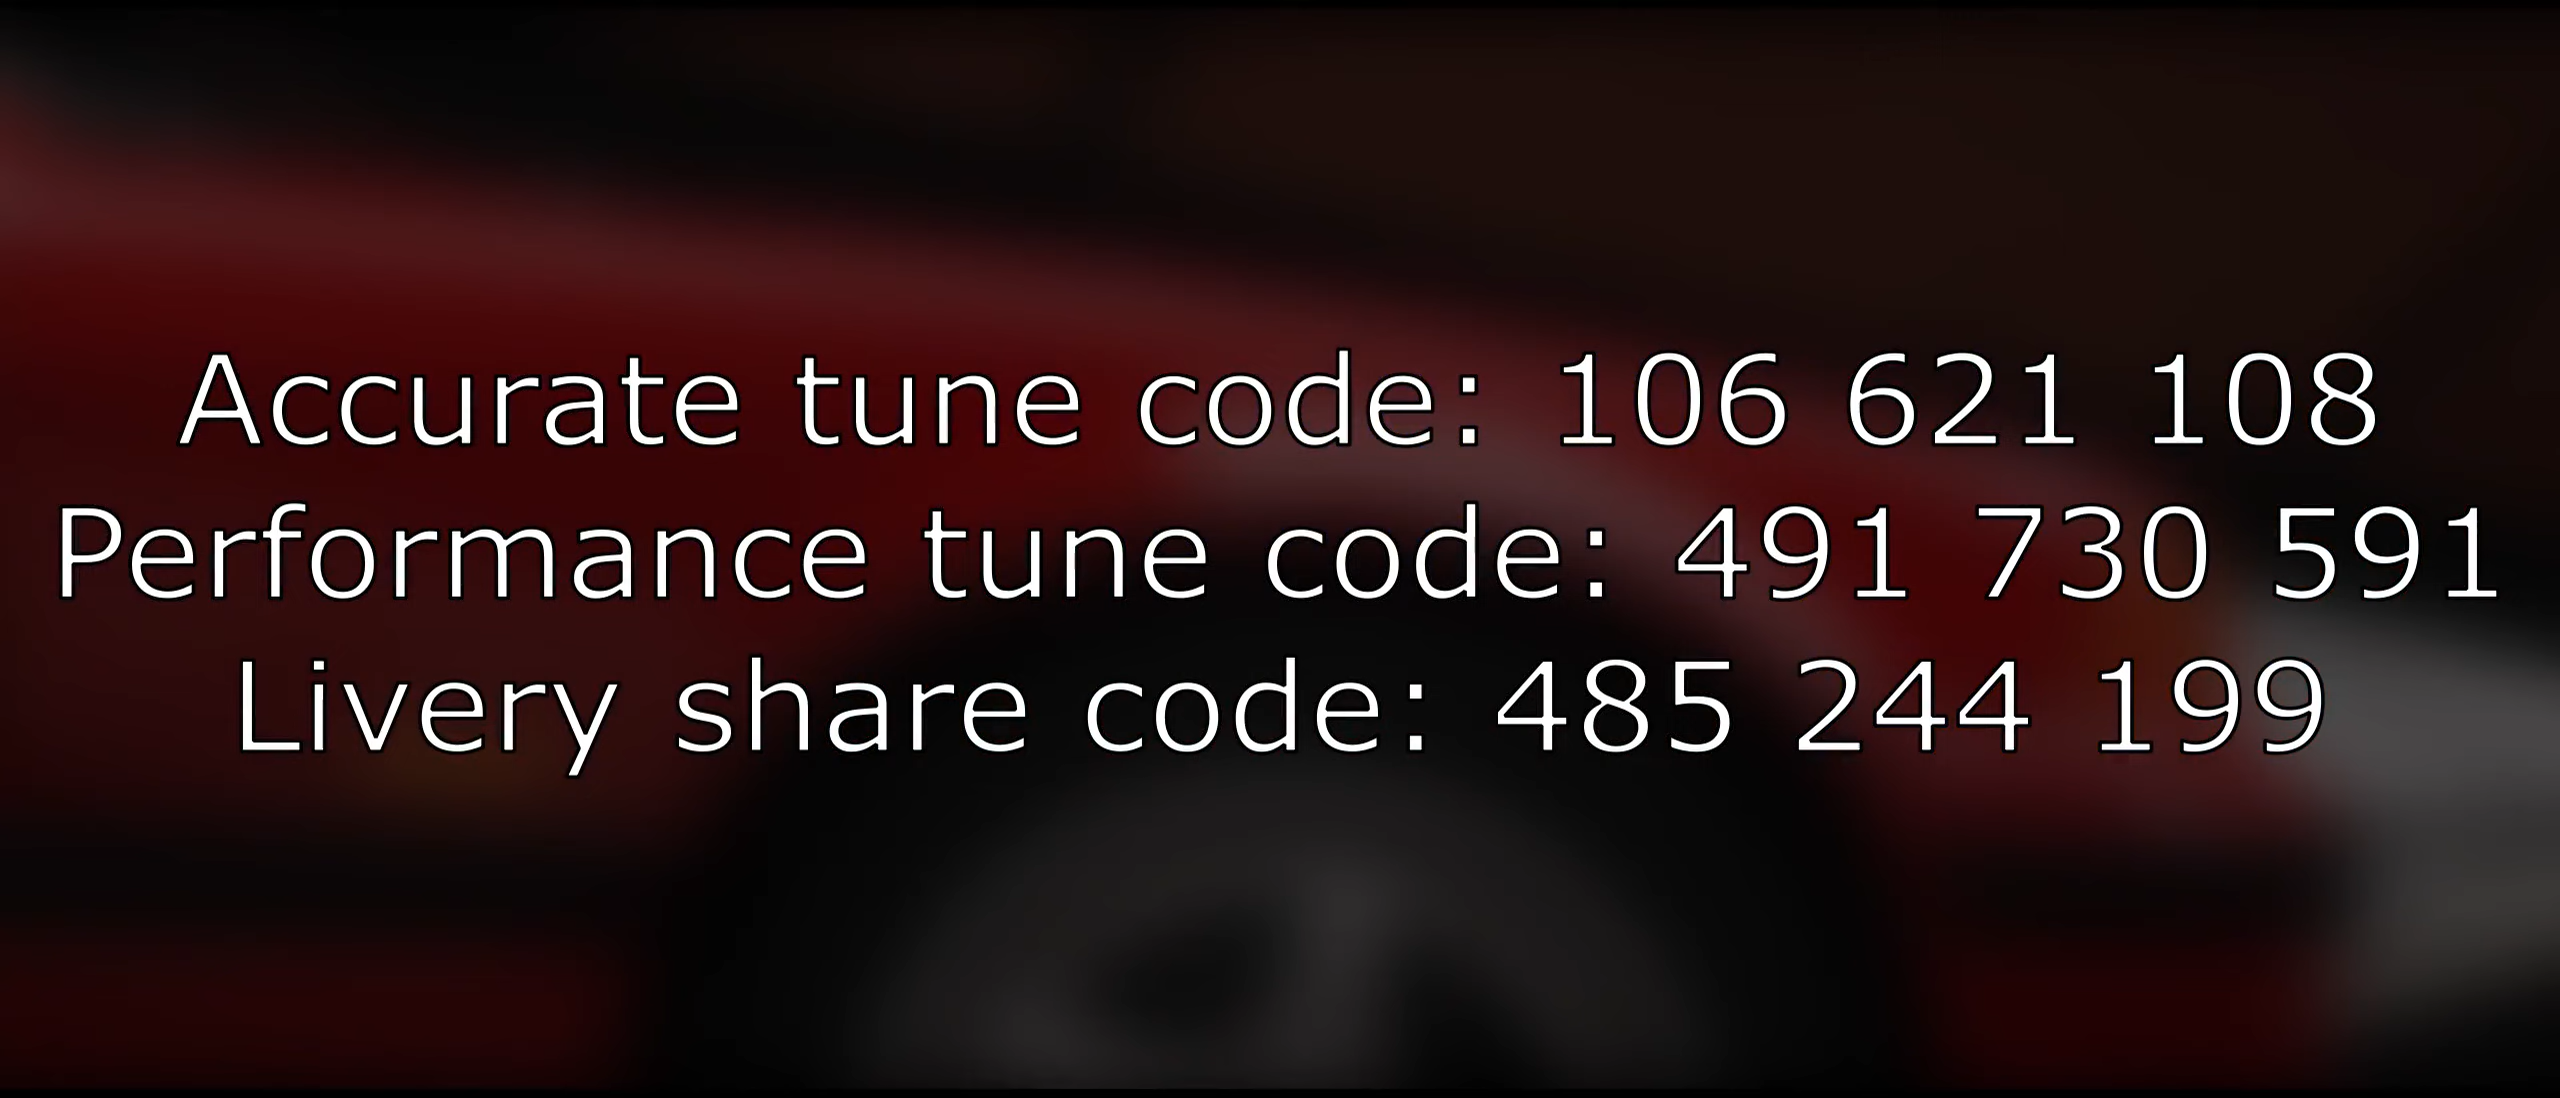 Accurate tune code: 106 621 108
Performance tune code: 491 730 591
Livery share code: 485 244 199